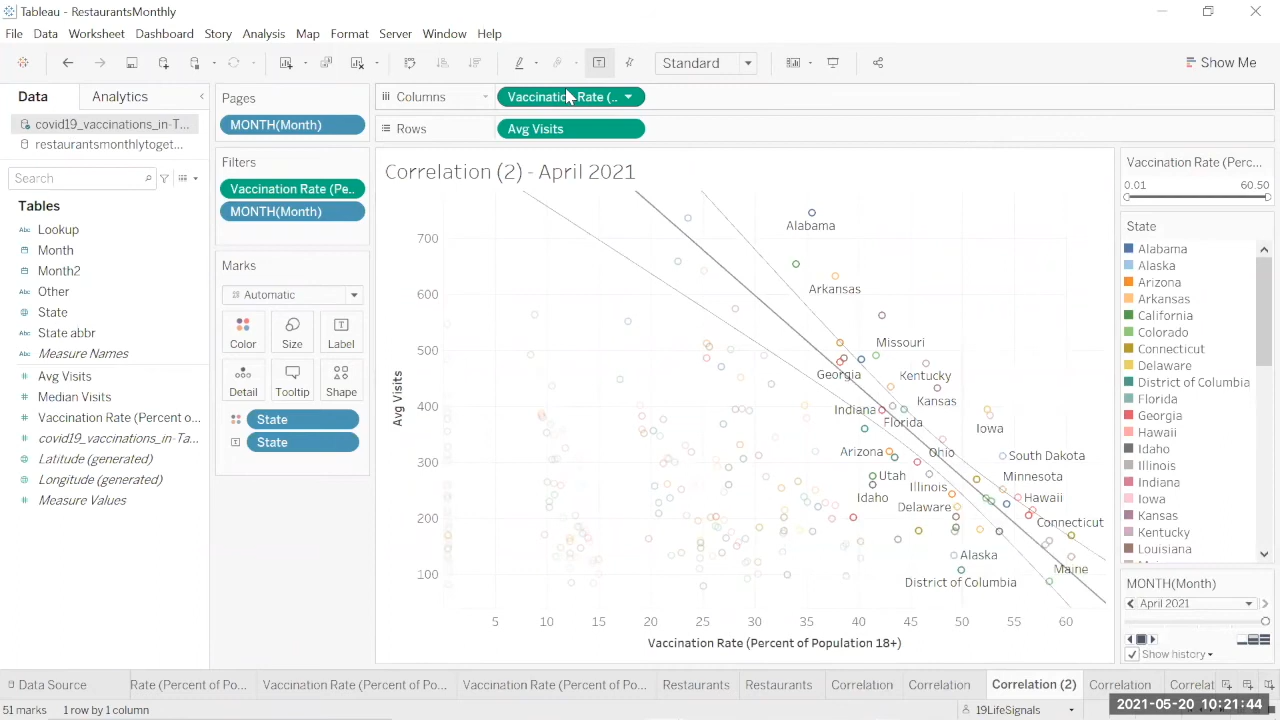 Tableau - RestaurantsMonthly
File Data Worksheet Dashboard Story Analysis Map Format Server Window Help
Standard
Show Me
Data Analytics
covid19_vaccinations_in-T...
restaurantsmonthlytoget...
Search
Tables
Abc Lookup
Month
Month2
Abc Other
State
Abc State abbr
Abc Measure Names
Avg Visits
Median Visits
Vaccination Rate (Percent o...
covid19_vaccinations_in-Ta...
Latitude (generated)
Longitude (generated)
Measure Values
Pages
MONTH(Month)
Filters
Vaccination Rate (Pe..
MONTH(Month)
Marks
Automatic
Color Size Label
Detail Tooltip Shape
State
State
Columns
Vaccination Rate (..
Rows
Avg Visits
Correlation (2) - April 2021
Avg Visits
700
600
500
400
300
200
100
Alabama
Arkansas
Missouri
Georgia
Kentucky
Kansas
Indiana
Florida
Iowa
Arizona
Ohio
South Dakota
Utah
Minnesota
Illinois
Idaho
Hawaii
Delaware
Connecticut
Alaska
Maine
District of Columbia
5 10 15 20 25 30 35 40 45 50 55 60
Vaccination Rate (Percent of Population 18+)
Vaccination Rate (Perc...
0.01 60.50
State
Alabama
Alaska
Arizona
Arkansas
California
Colorado
Connecticut
Delaware
District of Columbia
Florida
Georgia
Hawaii
Idaho
Illinois
Indiana
Iowa
Kansas
Kentucky
Louisiana
MONTH(Month)
April 2021
Show history
Data Source
Rate (Percent of Po...
Vaccination Rate (Percent of Po...
Vaccination Rate (Percent of Po...
Restaurants
Restaurants
Correlation
Correlation
Correlation (2)
Correlation
Correlat
51 marks 1 row by 1 column
19LifeSignals
2021-05-20 10:21:44